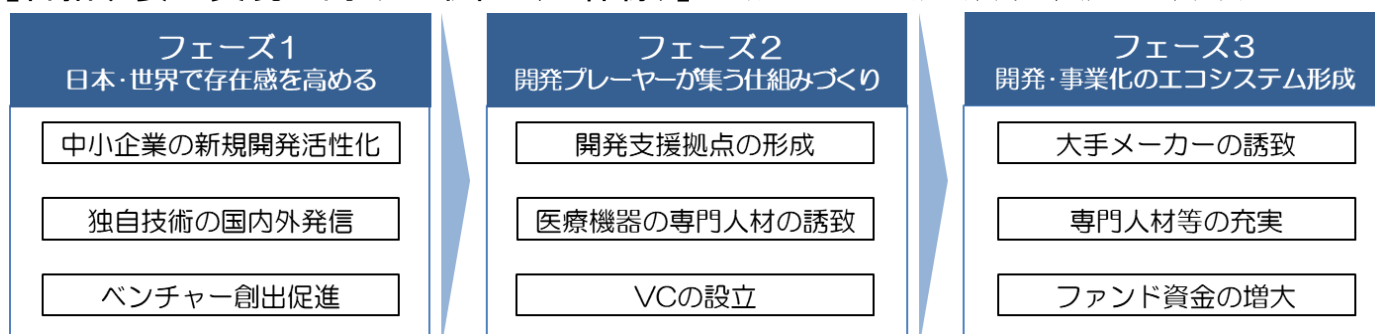 フェーズ1
日本・世界で存在感を高める
中小企業の新規開発活性化
独自技術の国内外発信
ベンチャー創出促進
フェーズ2
開発プレーヤーが集う仕組みづくり
開発支援拠点の形成
医療機器の専門人材の誘致
VCの設立
フェーズ3
開発・事業化のエコシステム形成
大手メーカーの誘致
専門人材等の充実
ファンド資金の増大